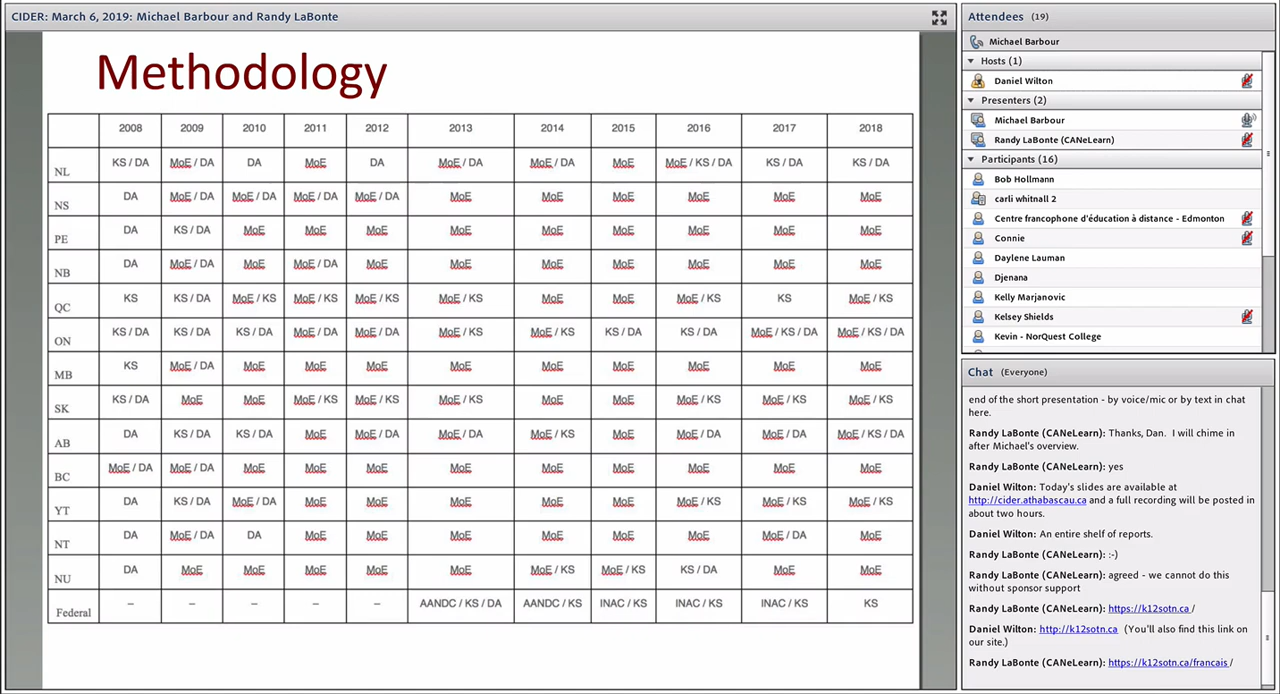 CIDER: March 6, 2019: Michael Barbour and Randy LaBonte
Methodology
2008 2009 2010 2011 2012 2013 2014 2015 2016 2017 2018
NL KS / DA MoE / DA DA MoE DA MoE / DA MoE / DA MoE MoE / KS / DA KS / DA KS / DA
NS DA MoE / DA MoE / DA MoE / DA MoE / DA MoE MoE MoE MoE MoE MoE
PE DA KS / DA MoE MoE MoE MoE MoE MoE MoE MoE MoE
NB DA MoE / DA MoE MoE / DA MoE MoE MoE MoE MoE MoE MoE
QC KS KS / DA MoE / KS MoE / KS MoE / KS MoE / KS MoE MoE MoE / KS KS MoE / KS
ON KS / DA KS / DA KS / DA MoE / DA MoE / DA MoE / KS MoE / KS KS / DA KS / DA MoE / KS / DA MoE / KS / DA
MB KS MoE / DA MoE MoE MoE MoE MoE MoE MoE MoE MoE
SK KS / DA MoE MoE MoE / KS MoE / KS MoE MoE MoE MoE / KS MoE / KS MoE / KS
AB DA KS / DA KS / DA MoE MoE / DA MoE / DA MoE / KS MoE MoE / DA MoE / DA MoE / KS / DA
BC MoE / DA MoE / DA MoE MoE MoE MoE MoE MoE MoE MoE MoE
YT DA KS / DA MoE / DA MoE MoE MoE MoE MoE MoE / KS MoE / KS MoE / KS
NT DA MoE / DA DA MoE MoE MoE MoE MoE MoE MoE / DA MoE
NU DA MoE MoE MoE MoE MoE MoE / KS MoE / KS KS / DA MoE MoE
Federal – – – – – AANDC / KS / DA AANDC / KS INAC / KS INAC / KS INAC / KS KS
Attendees (19)
Michael Barbour
Hosts (1)
Daniel Wilton
Presenters (2)
Michael Barbour
Randy LaBonte (CANeLearn)
Participants (16)
Bob Hollmann
carli whitnall 2
Centre francophone d'éducation à distance - Edmonton
Connie
Daylene Lauman
Djenana
Kelly Marjanovic
Kelsey Shields
Kevin - NorQuest College
Chat (Everyone)
end of the short presentation - by voice/mic or by text in chat
here.
Randy LaBonte (CANeLearn): Thanks, Dan. I will chime in
after Michael's overview.
Randy LaBonte (CANeLearn): yes
Daniel Wilton: Today's slides are available at
http://cider.athabascau.ca and a full recording will be posted in
about two hours.
Daniel Wilton: An entire shelf of reports.
Randy LaBonte (CANeLearn): :-)
Randy LaBonte (CANeLearn): agreed - we cannot do this
without sponsor support
Randy LaBonte (CANeLearn): https://k12sotn.ca /
Daniel Wilton: http://k12sotn.ca (You'll also find this link on
our site.)
Randy LaBonte (CANeLearn): https://k12sotn.ca/francais /